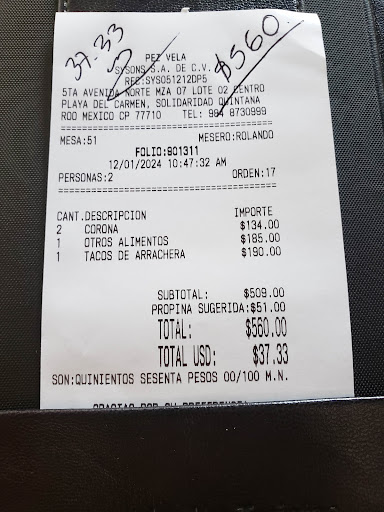 37.33
$560
PEZ VELA
SYSONS S.A. DE C.V.
RFC:SYS051212DP5
5TA AVENIDA NORTE MZA 07 LOTE 02 CENTRO
PLAYA DEL CARMEN, SOLIDARIDAD QUINTANA
ROO MEXICO CP 77710 TEL: 984 8730999
MESA:51 MESERO:ROLANDO
FOLIO:801311
12/01/2024 10:47:32 AM
PERSONAS:2 ORDEN:17
CANT.DESCRIPCION IMPORTE
2 CORONA $134.00
1 OTROS ALIMENTOS $185.00
1 TACOS DE ARRACHERA $190.00
SUBTOTAL: $509.00
PROPINA SUGERIDA:$51.00
TOTAL: $560.00
TOTAL USD: $37.33
SON:QUINIENTOS SESENTA PESOS 00/100 M.N.
GRACIAS POR SU PREFERENCIA